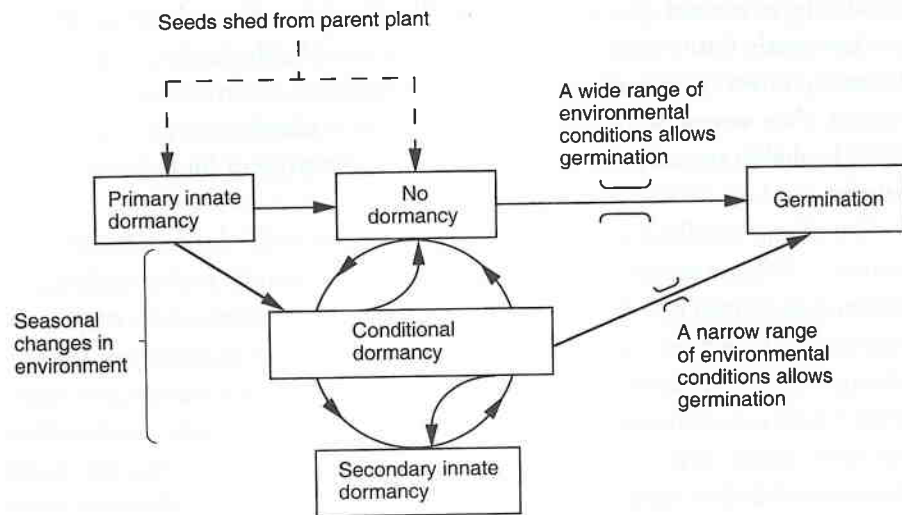 Seeds shed from parent plant
A wide range of
environmental
conditions allows
germination
Primary innate
dormancy
No
dormancy
Germination
Seasonal
changes in
environment
Conditional
dormancy
A narrow range
of environmental
conditions allows
germination
Secondary innate
dormancy